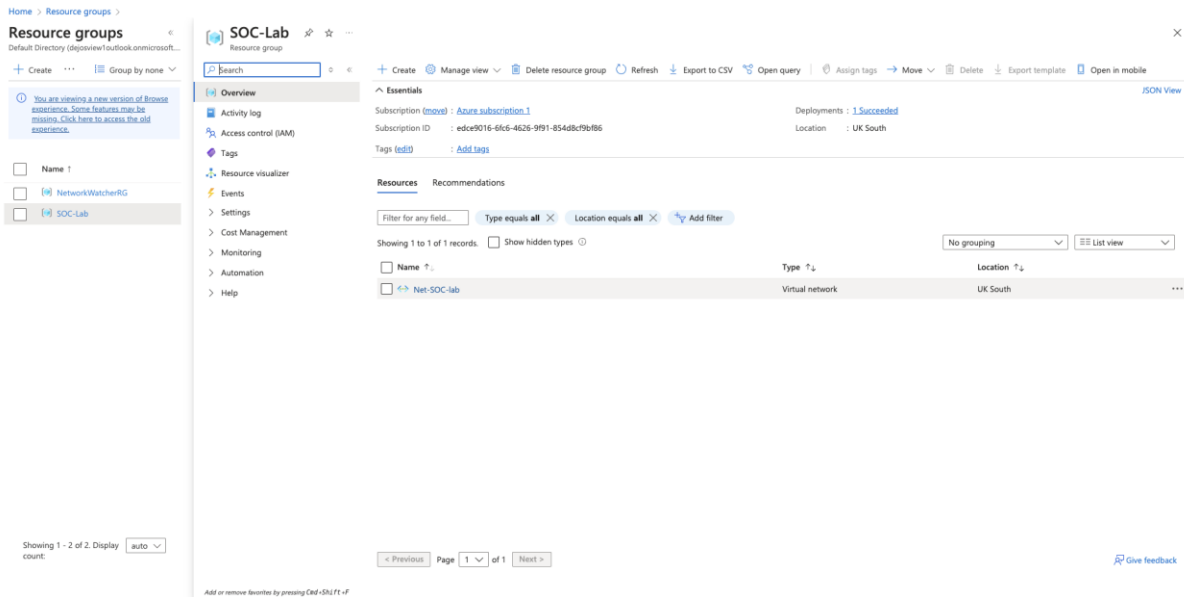 Home > Resource groups >
Resource groups «
Default Directory (dejosview1outlook.onmicrosoft...
+ Create ··· Group by none
You are viewing a new version of Browse
experience. Some features may be
missing. Click here to access the old
experience.
Name ↑
NetworkWatcherRG
SOC-Lab
Showing 1 - 2 of 2. Display
count:
auto
SOC-Lab ···
Resource group
Search
Overview
Activity log
Access control (IAM)
Tags
Resource visualizer
Events
> Settings
> Cost Management
> Monitoring
> Automation
> Help
Add or remove favorites by pressing Cmd+Shift+F
+ Create Manage view Delete resource group Refresh Export to CSV Open query Assign tags Move Delete Export template Open in mobile
Essentials JSON View
Subscription (move) : Azure subscription 1 Deployments : 1 Succeeded
Subscription ID : edce9016-6fc6-4626-9f91-854d8cf9bf86 Location : UK South
Tags (edit) : Add tags
Resources Recommendations
Filter for any field... Type equals all Location equals all Add filter
Showing 1 to 1 of 1 records. Show hidden types No grouping List view
Name ↑↓ Type ↑↓ Location ↑↓
Net-SOC-lab Virtual network UK South ···
< Previous Page 1 of 1 Next > Give feedback